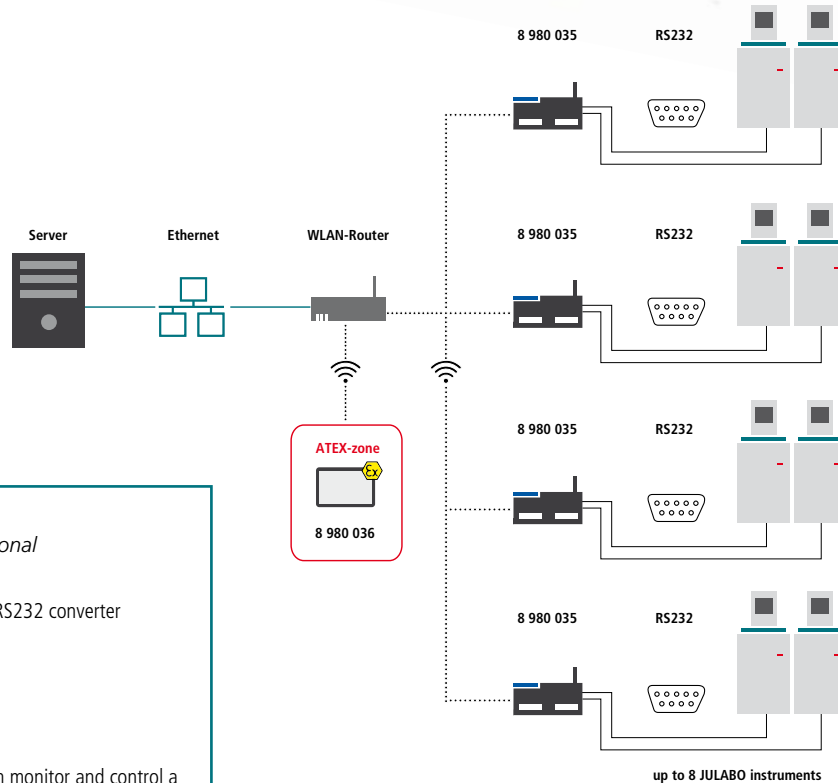 8 980 035 RS232
Server Ethernet WLAN-Router 8 980 035 RS232
8 980 035 RS232
ATEX-zone
Ex
8 980 036
onal
RS232 converter
8 980 035 RS232
monitor and control a
up to 8 JULABO instruments